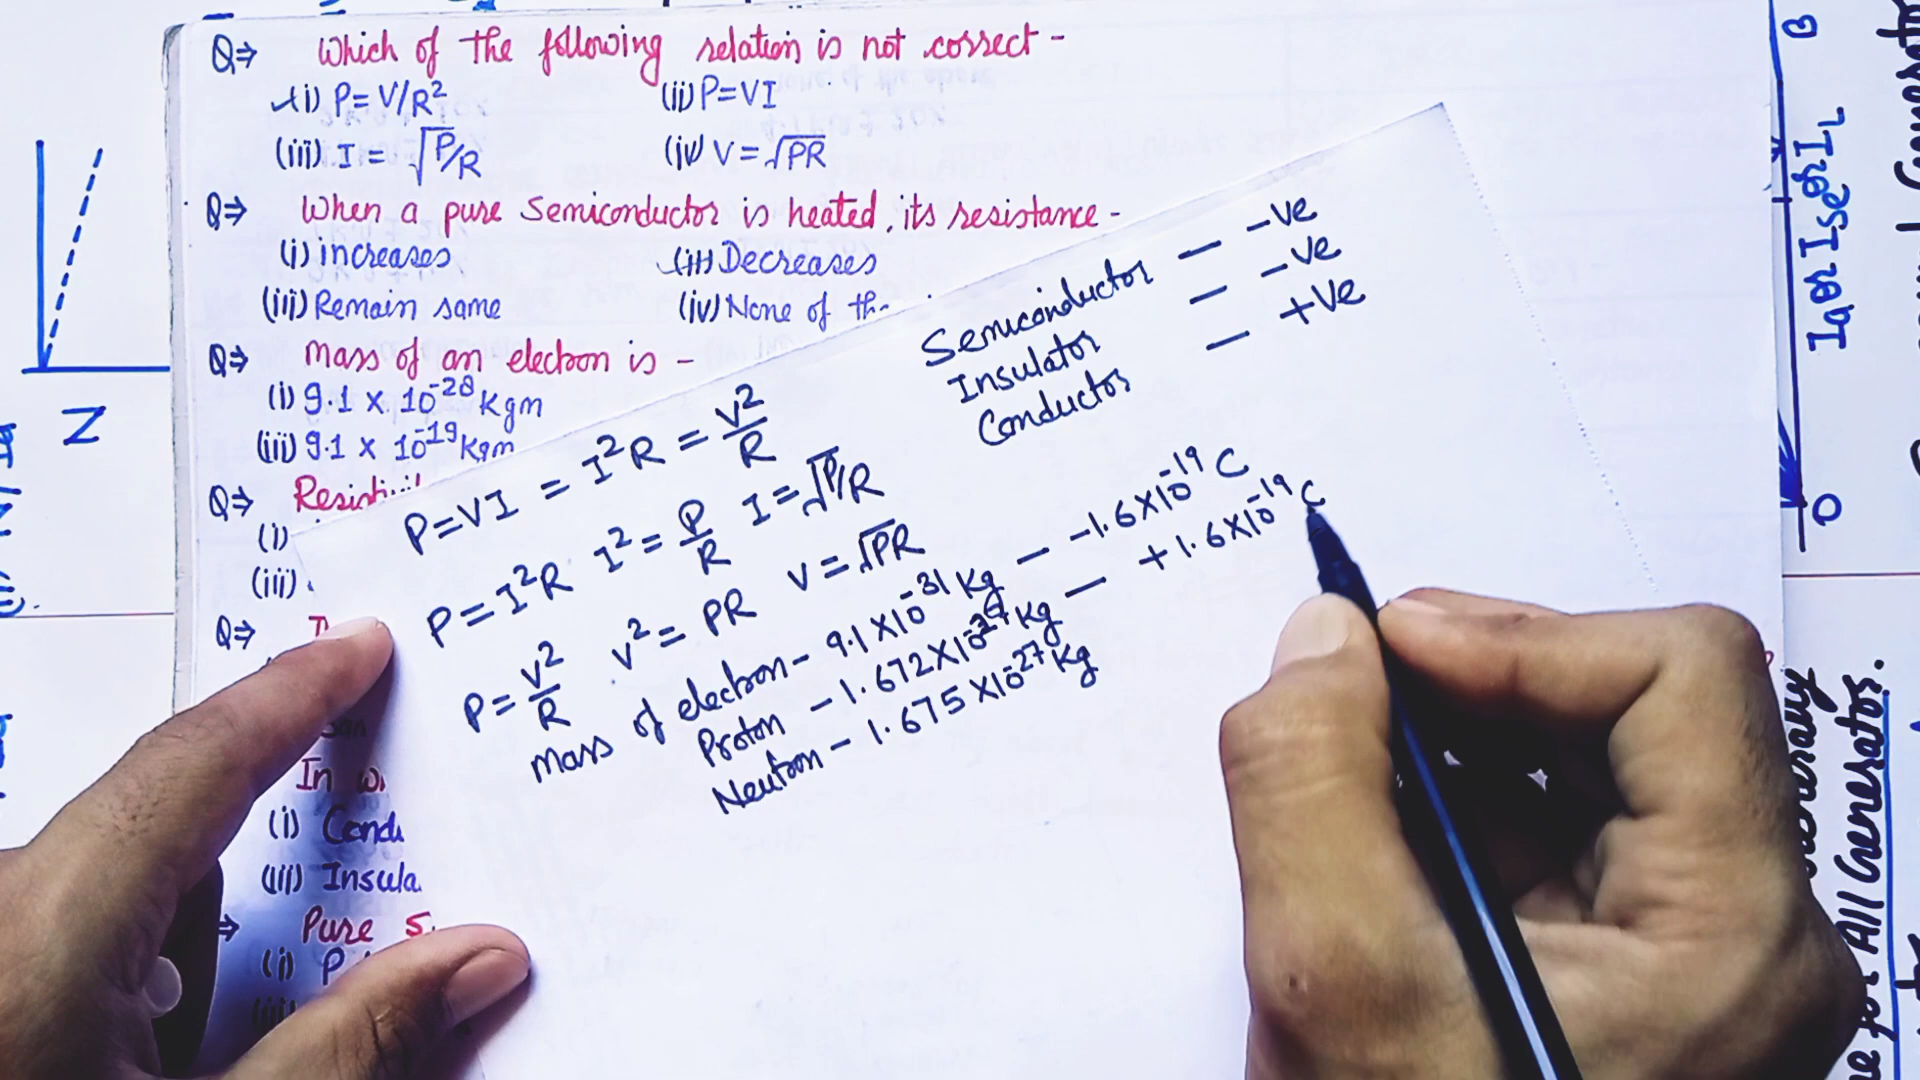 Q⇒ Which of the following relation is not correct -
(i) P = V/R² (ii) P = VI
(iii) I = √P/R (iv) V = √PR
Q⇒ When a pure semiconductor is heated, its resistance -
(i) increases (ii) Decreases
(iii) Remain same (iv) None of th
Q⇒ Mass of an electron is -
(i) 9.1 x 10⁻²⁸ Kgm
(iii) 9.1 x 10⁻¹⁹ Kgm
Q⇒
(i)
(iii)
Q⇒
In
(i) Condu
(iii) Insula
Pure S
(i) P
Semiconductor — -ve
Insulator — -ve
Conductor — +ve
P = VI = I²R = V²/R
P = I²R I² = P/R I = √P/R
P = V²/R V² = PR V = √PR
Mass of electron - 9.1 X 10⁻³¹ Kg — -1.6X10⁻¹⁹ C
Proton - 1.672X10⁻²⁷ Kg — +1.6X10⁻¹⁹ C
Neutron - 1.675 X10⁻²⁷ Kg
N
B
O
All Generators.